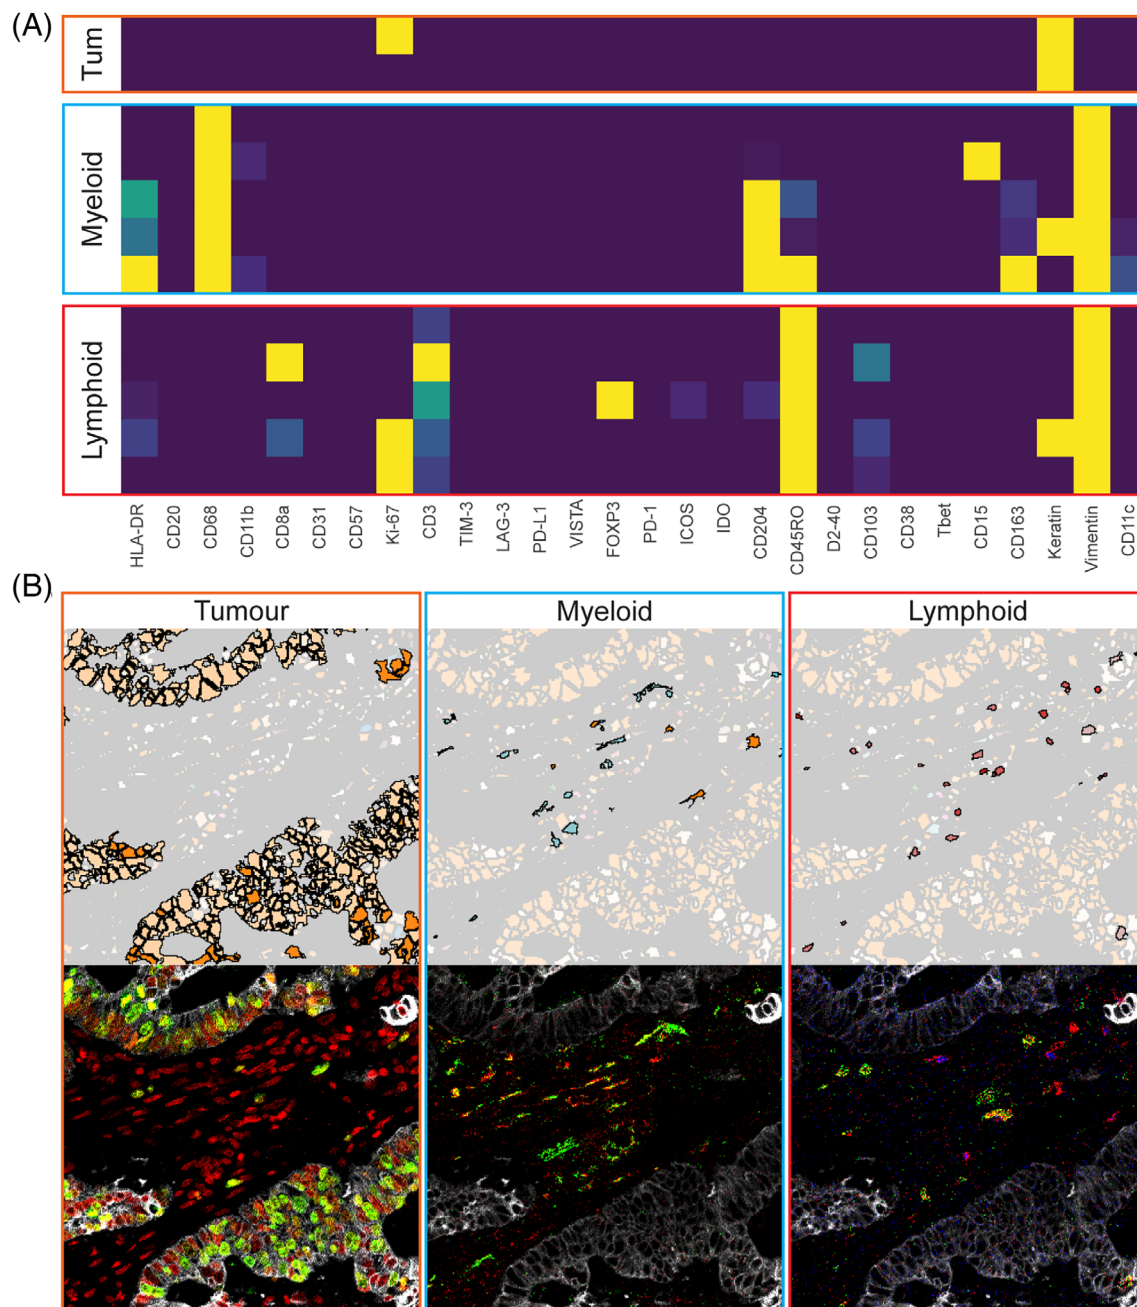 (A)
Tum
Myeloid
Lymphoid
HLA-DR
CD20
CD68
CD11b
CD8a
CD31
CD57
Ki-67
CD3
TIM-3
LAG-3
PD-L1
VISTA
FOXP3
PD-1
ICOS
IDO
CD204
CD45RO
D2-40
CD103
CD38
Tbet
CD15
CD163
Keratin
Vimentin
CD11c
(B)
Tumour
Myeloid
Lymphoid